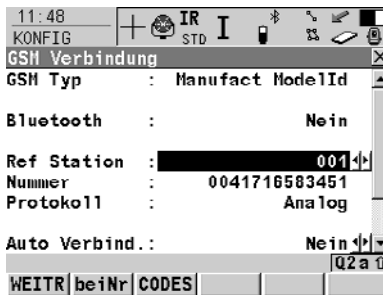 11:48
KONFIG
IR
STD
I
GSM Verbindung
GSM Typ : Manufact ModelId
Bluetooth : Nein
Ref Station : 001
Nummer : 0041716583451
Protokoll : Analog
Auto Verbind.: Nein
Q2a
WEITR beiNr CODES